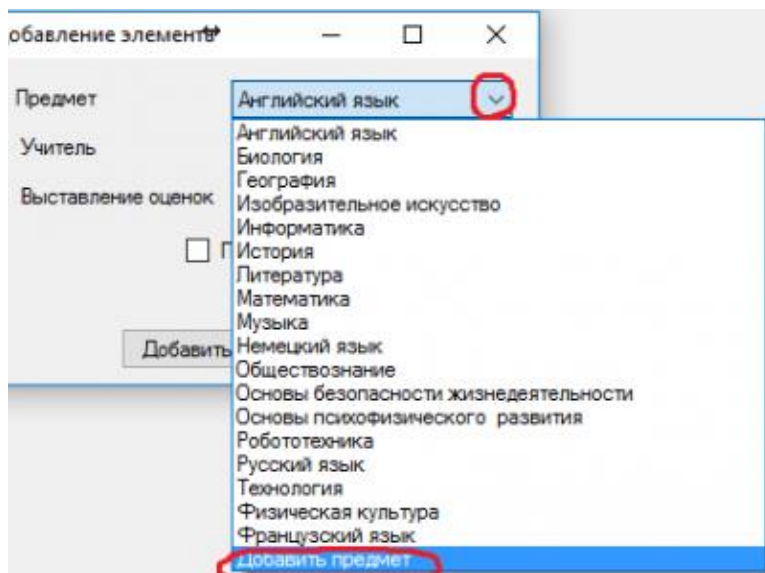 обавление элемента
Предмет
Английский язык
Учитель
Английский язык
Биология
География
Выставление оценок
Изобразительное искусство
Информатика
История
Литература
Математика
Музыка
Добавить
Немецкий язык
Обществознание
Основы безопасности жизнедеятельности
Основы психофизического развития
Робототехника
Русский язык
Технология
Физическая культура
Французский язык
Добавить предмет